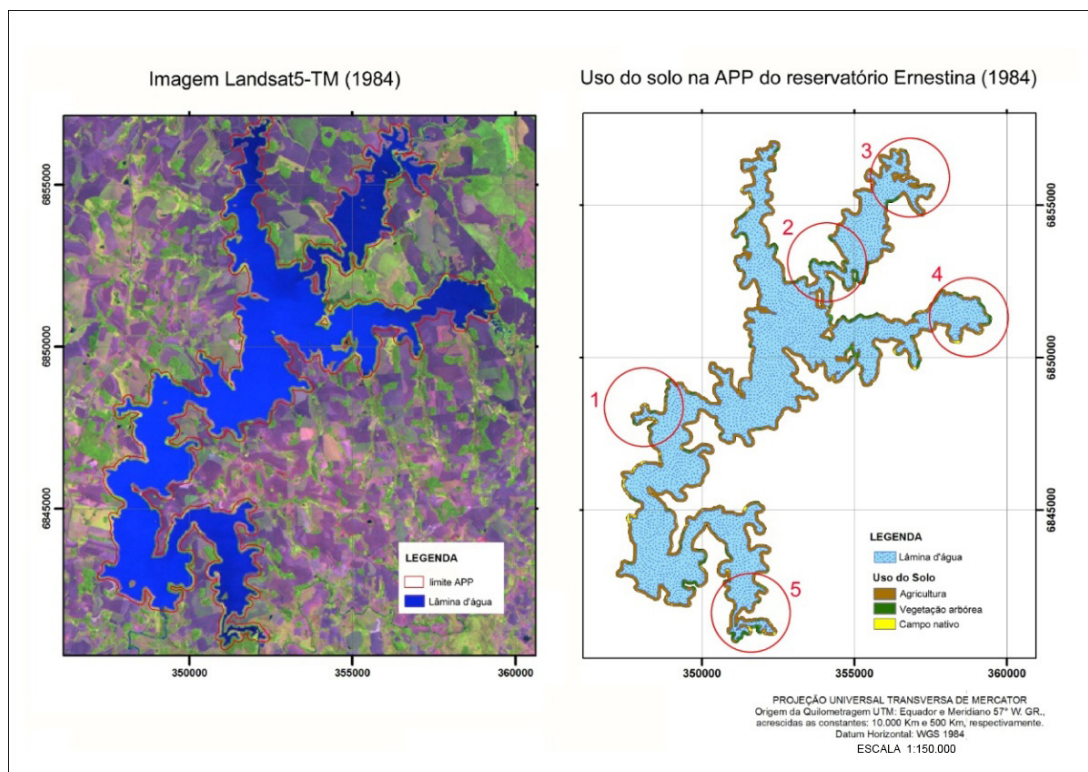 Imagem Landsat5-TM (1984)
6855000
6850000
6845000
350000
355000
360000
LEGENDA
limite APP
Lâmina d'água
Uso do solo na APP do reservatório Ernestina (1984)
1
2
3
4
5
6855000
6850000
6845000
350000
355000
360000
LEGENDA
Lâmina d'água
Uso do Solo
Agricultura
Vegetação arbórea
Campo nativo
PROJEÇÃO UNIVERSAL TRANSVERSA DE MERCATOR
Origem da Quilometragem UTM: Equador e Meridiano 57° W. GR.,
acrescidas as constantes: 10.000 Km e 500 Km, respectivamente.
Datum Horizontal: WGS 1984
ESCALA 1:150.000